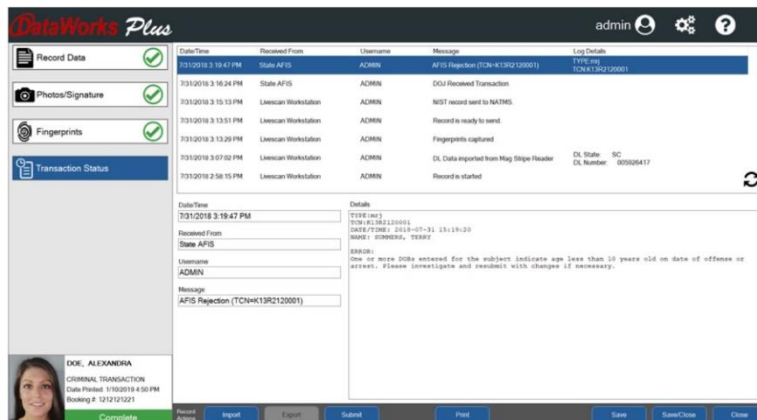 DataWorks Plus
admin
?
Record Data
Photos/Signature
Fingerprints
Transaction Status
Date/Time Received From Username Message Log Details
7/31/2018 3:19:47 PM State AFIS ADMIN AFIS Rejection (TCN=K13R2120001) TYPE:mrj
TCN:K13R2120001
7/31/2018 3:16:24 PM State AFIS ADMIN DOJ Received Transaction
7/31/2018 3:15:13 PM Livescan Workstation ADMIN NIST record sent to NATMS.
7/31/2018 3:13:51 PM Livescan Workstation ADMIN Record is ready to send.
7/31/2018 3:13:29 PM Livescan Workstation ADMIN Fingerprints captured
7/31/2018 3:07:02 PM Livescan Workstation ADMIN DL Data imported from Mag Stripe Reader DL State: SC
DL Number: 005926417
7/31/2018 2:58:15 PM Livescan Workstation ADMIN Record is started
Date/Time
7/31/2018 3:19:47 PM
Received From
State AFIS
Username
ADMIN
Message
AFIS Rejection (TCN=K13R2120001)
Details
TYPE:mrj
TCN:K13R2120001
DATE/TIME: 2018-07-31 15:19:20
NAME: SUMMERS, TERRY
ERROR:
One or more DOBs entered for the subject indicate age less than 10 years old on date of offense or
arrest. Please investigate and resubmit with changes if necessary.
DOE, ALEXANDRA
CRIMINAL TRANSACTION
Date Printed: 1/10/2019 4:50 PM
Booking #: 1212121221
Complete
Record
Actions
Import
Export
Submit
Print
Save
Save/Close
Close